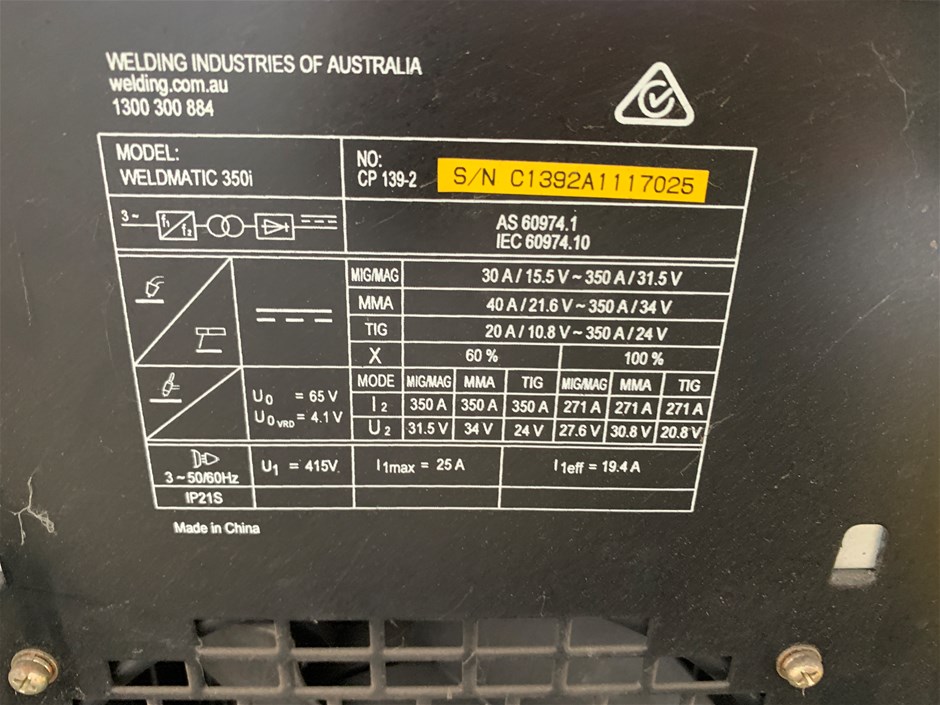 WELDING INDUSTRIES OF AUSTRALIA
welding.com.au
1300 300 884
MODEL:
WELDMATIC 350i
NO:
CP 139-2
S/N C1392A1117025
3~ f1 f2
AS 60974.1
IEC 60974.10
MIG/MAG 30 A / 15.5 V ~ 350 A / 31.5 V
MMA 40 A / 21.6 V ~ 350 A / 34 V
TIG 20 A / 10.8 V ~ 350 A / 24 V
X 60 % 100 %
MODE MIG/MAG MMA TIG MIG/MAG MMA TIG
I2 350 A 350 A 350 A 271 A 271 A 271 A
U2 31.5 V 34 V 24 V 27.6 V 30.8 V 20.8 V
U0 = 65 V
U0VRD = 4.1 V
3 ~ 50/60Hz
U1 = 415V
I1max = 25 A
I1eff = 19.4 A
IP21S
Made in China